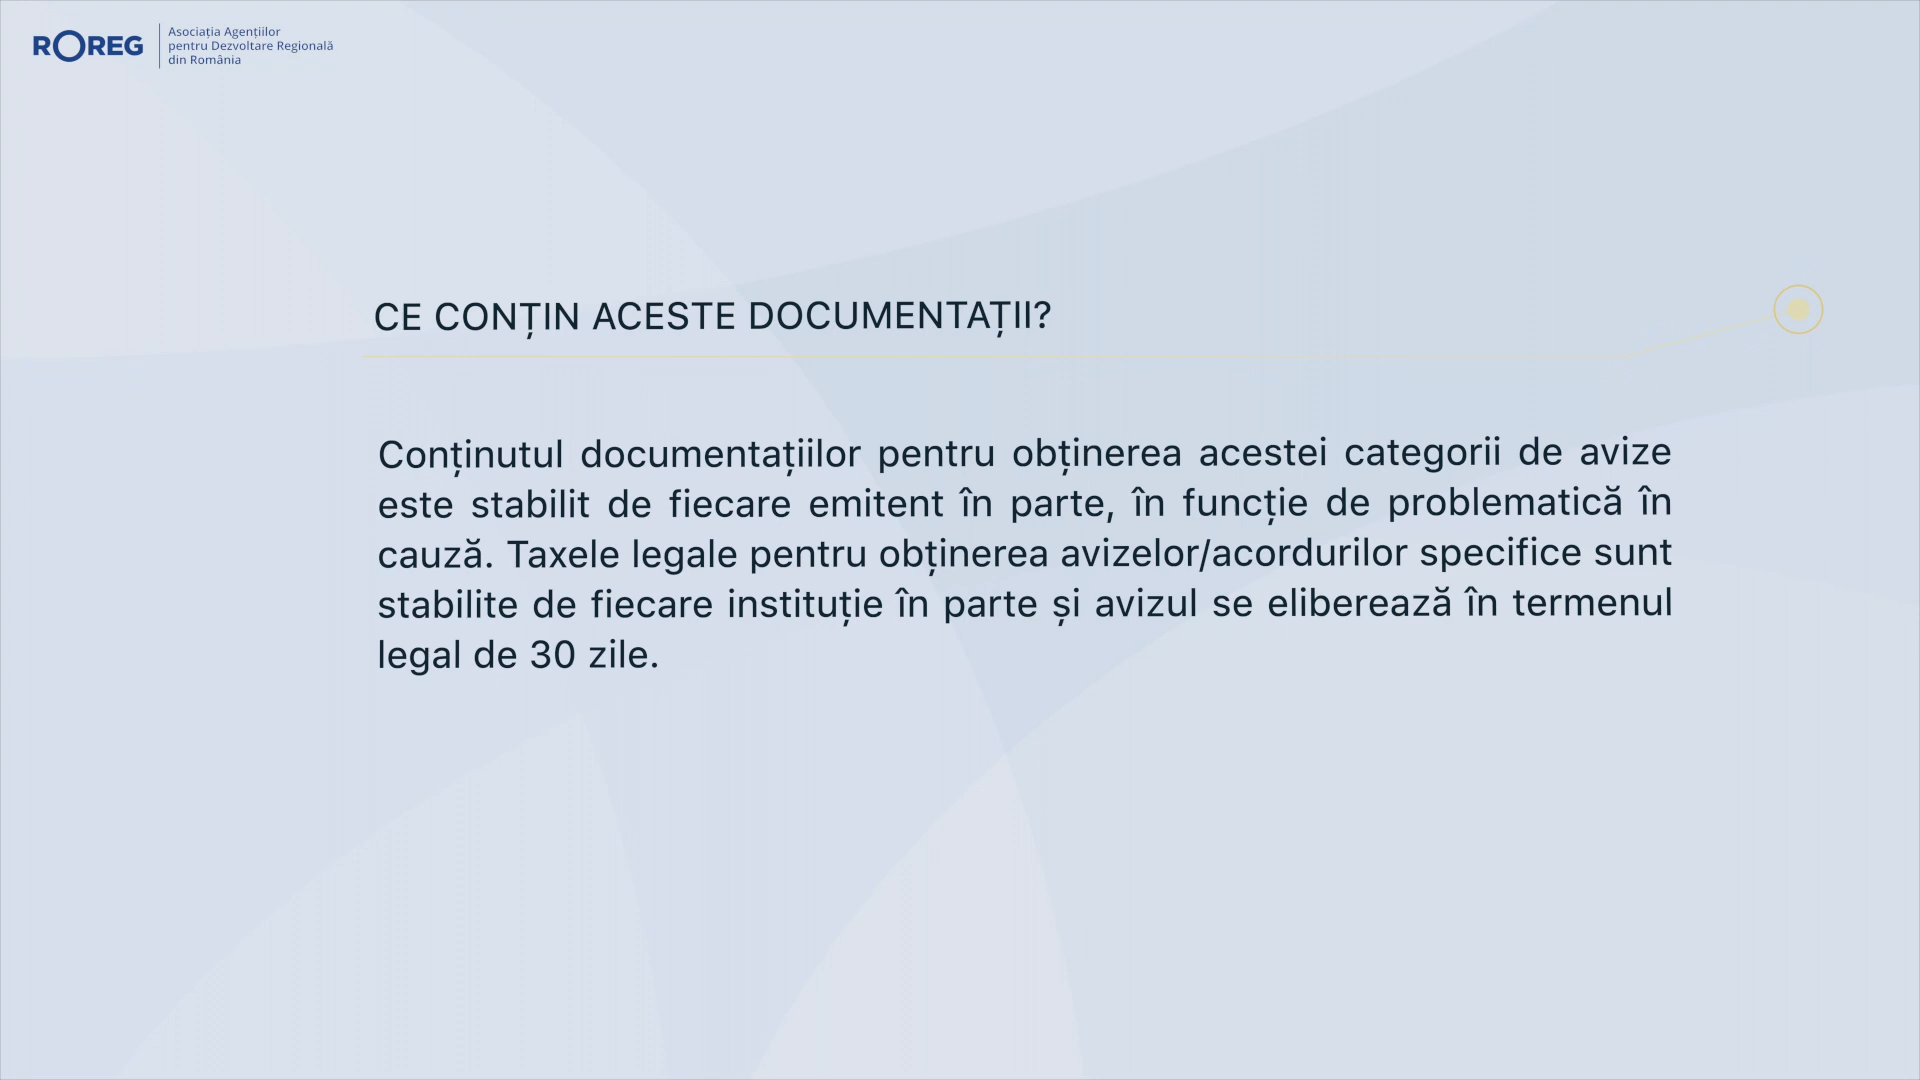 ROREG
Asociația Agențiilor
pentru Dezvoltare Regională
din România
CE CONȚIN ACESTE DOCUMENTAȚII?
Conținutul documentațiilor pentru obținerea acestei categorii de avize
este stabilit de fiecare emitent în parte, în funcție de problematică în
cauză. Taxele legale pentru obținerea avizelor/acordurilor specifice sunt
stabilite de fiecare instituție în parte și avizul se eliberează în termenul
legal de 30 zile.